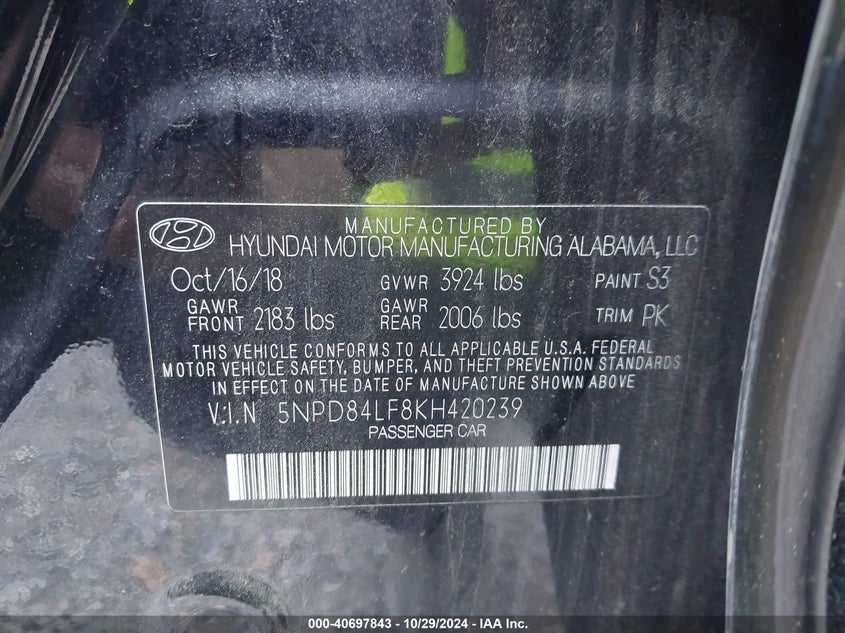 MANUFACTURED BY
HYUNDAI MOTOR MANUFACTURING ALABAMA, LLC
Oct/16/18 GVWR 3924 lbs PAINT S3
GAWR FRONT 2183 lbs GAWR REAR 2006 lbs TRIM PK
THIS VEHICLE CONFORMS TO ALL APPLICABLE U.S.A. FEDERAL
MOTOR VEHICLE SAFETY, BUMPER, AND THEFT PREVENTION STANDARDS
IN EFFECT ON THE DATE OF MANUFACTURE SHOWN ABOVE
V.I.N 5NPD84LF8KH420239
PASSENGER CAR
000-40697843 - 10/29/2024 - IAA Inc.